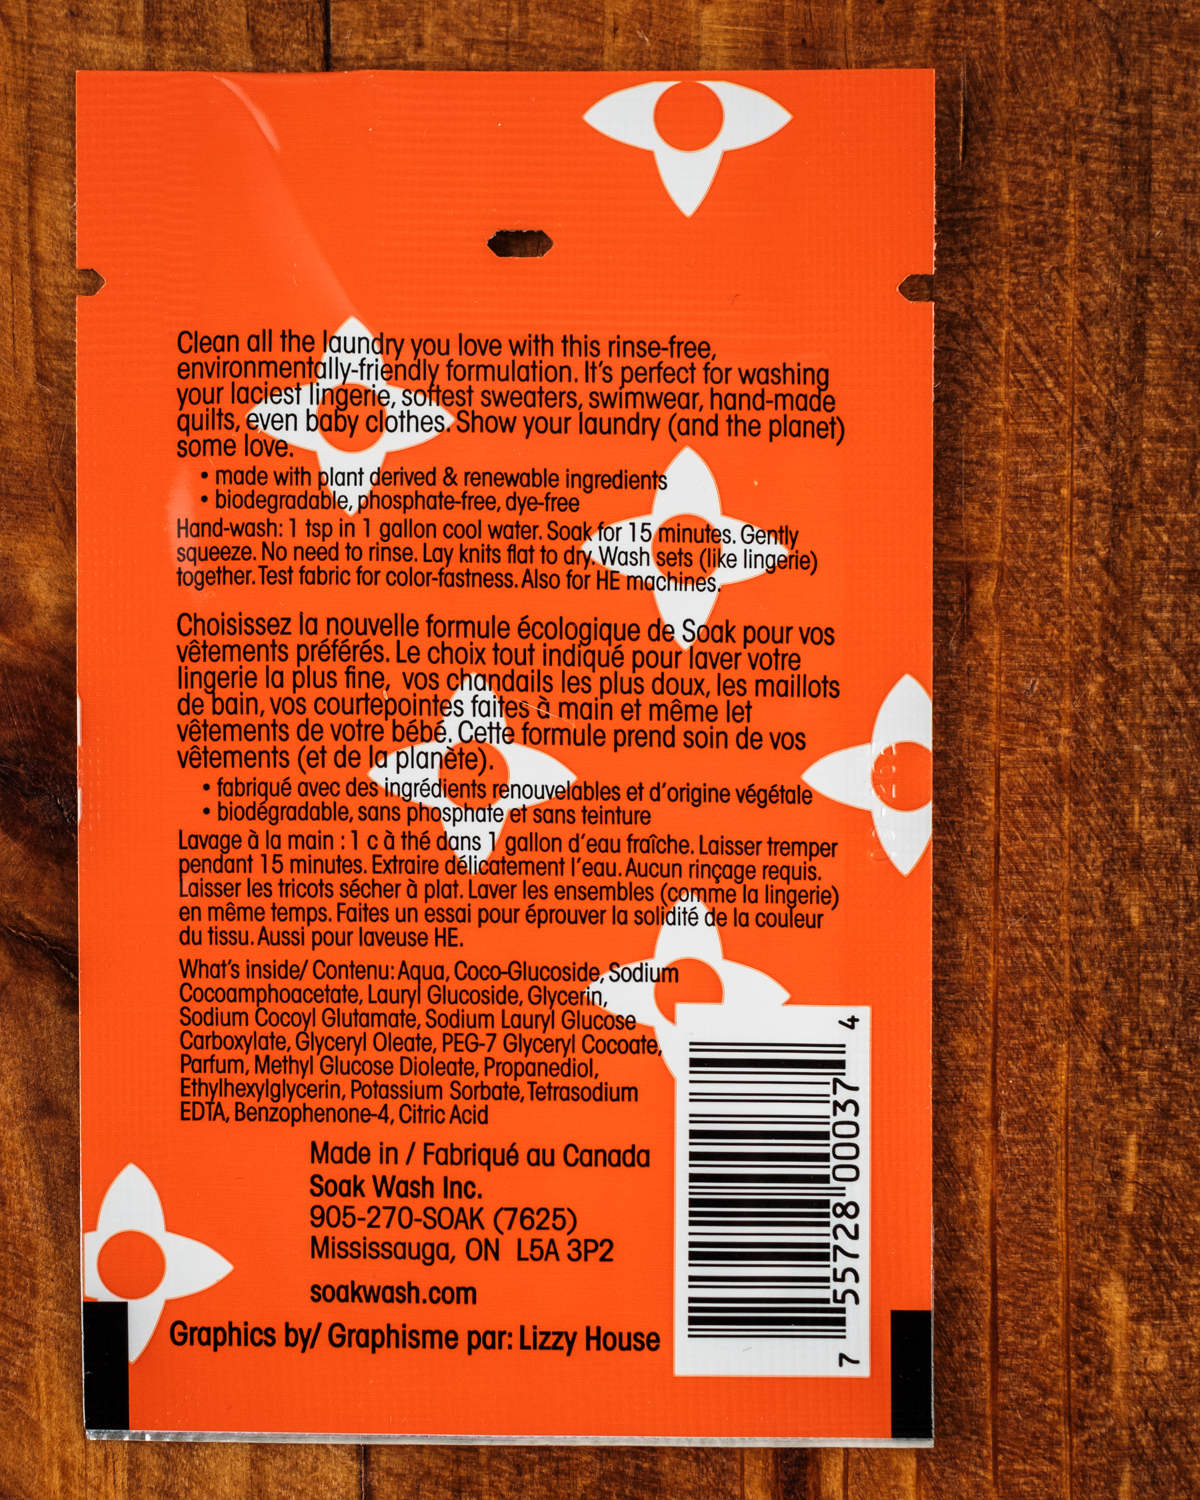 Clean all the laundry you love with this rinse-free,
environmentally-friendly formulation. It's perfect for washing
your laciest lingerie, softest sweaters, swimwear, hand-made
quilts, even baby clothes. Show your laundry (and the planet)
some love.
• made with plant derived & renewable ingredients
• biodegradable, phosphate-free, dye-free
Hand-wash: 1 tsp in 1 gallon cool water. Soak for 15 minutes. Gently
squeeze. No need to rinse. Lay knits flat to dry. Wash sets (like lingerie)
together. Test fabric for color-fastness. Also for HE machines.
Choisissez la nouvelle formule écologique de Soak pour vos
vêtements préférés. Le choix tout indiqué pour laver votre
lingerie la plus fine, vos chandails les plus doux, les maillots
de bain, vos courtepointes faites à main et même let
vêtements de votre bébé. Cette formule prend soin de vos
vêtements (et de la planète).
• fabriqué avec des ingrédients renouvelables et d'origine végétale
• biodégradable, sans phosphate et sans teinture
Lavage à la main : 1 c à thé dans 1 gallon d'eau fraîche. Laisser tremper
pendant 15 minutes. Extraire délicatement l'eau. Aucun rinçage requis.
Laisser les tricots sécher à plat. Laver les ensembles (comme la lingerie)
en même temps. Faites un essai pour éprouver la solidité de la couleur
du tissu. Aussi pour laveuse HE.
What's inside/ Contenu: Aqua, Coco-Glucoside, Sodium
Cocoamphoacetate, Lauryl Glucoside, Glycerin,
Sodium Cocoyl Glutamate, Sodium Lauryl Glucose
Carboxylate, Glyceryl Oleate, PEG-7 Glyceryl Cocoate,
Parfum, Methyl Glucose Dioleate, Propanediol,
Ethylhexylglycerin, Potassium Sorbate, Tetrasodium
EDTA, Benzophenone-4, Citric Acid
Made in / Fabriqué au Canada
Soak Wash Inc.
905-270-SOAK (7625)
Mississauga, ON L5A 3P2
soakwash.com
Graphics by/ Graphisme par: Lizzy House
7 55728 00037 4